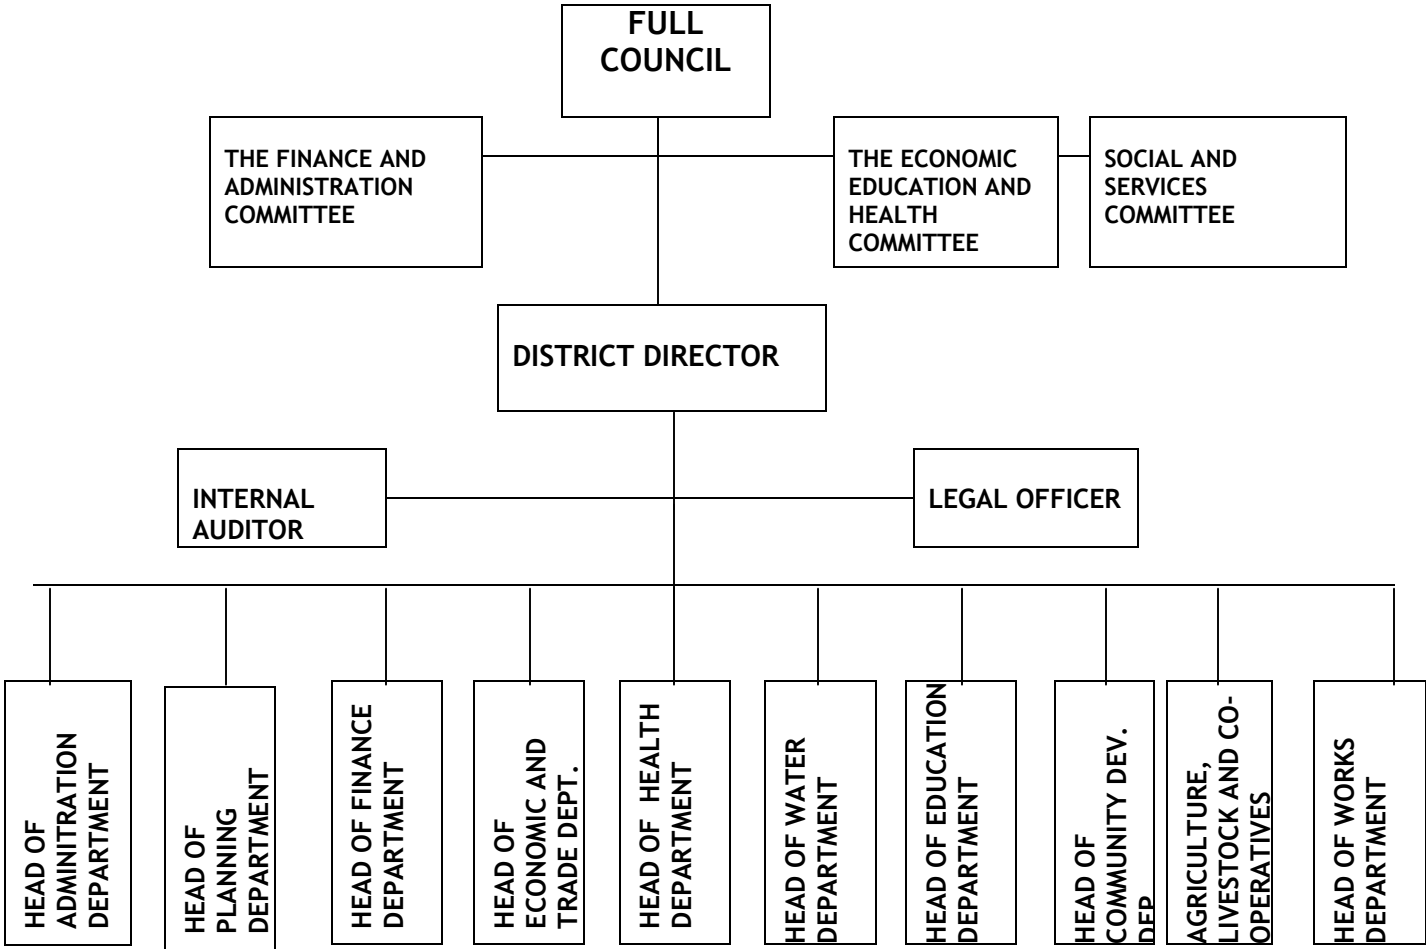 FULL
COUNCIL
THE FINANCE AND
ADMINISTRATION
COMMITTEE
THE ECONOMIC
EDUCATION AND
HEALTH
COMMITTEE
SOCIAL AND
SERVICES
COMMITTEE
DISTRICT DIRECTOR
INTERNAL
AUDITOR
LEGAL OFFICER
HEAD OF
ADMINITRATION
DEPARTMENT
HEAD OF
PLANNING
DEPARTMENT
HEAD OF FINANCE
DEPARTMENT
HEAD OF
ECONOMIC AND
TRADE DEPT.
HEAD OF HEALTH
DEPARTMENT
HEAD OF WATER
DEPARTMENT
HEAD OF EDUCATION
DEPARTMENT
HEAD OF
COMMUNITY DEV.
DEP
AGRICULTURE,
LIVESTOCK AND CO-
OPERATIVES
HEAD OF WORKS
DEPARTMENT